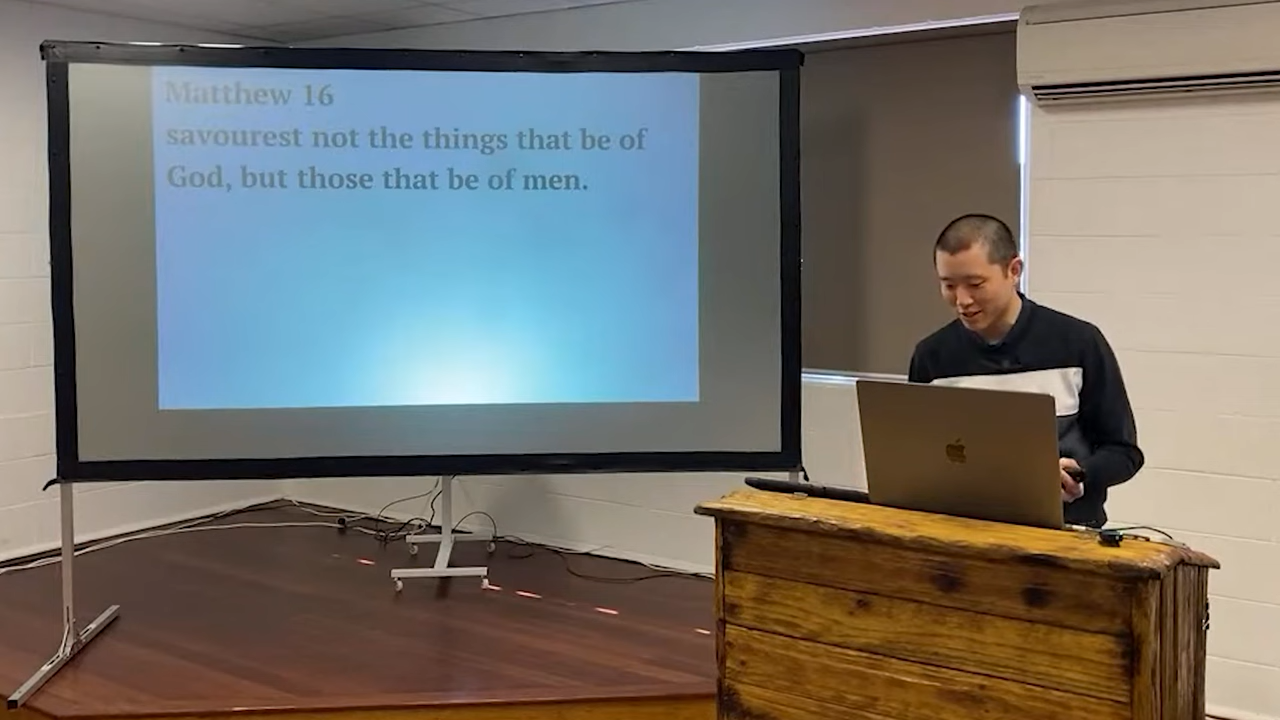 Matthew 16
savourest not the things that be of
God, but those that be of men.